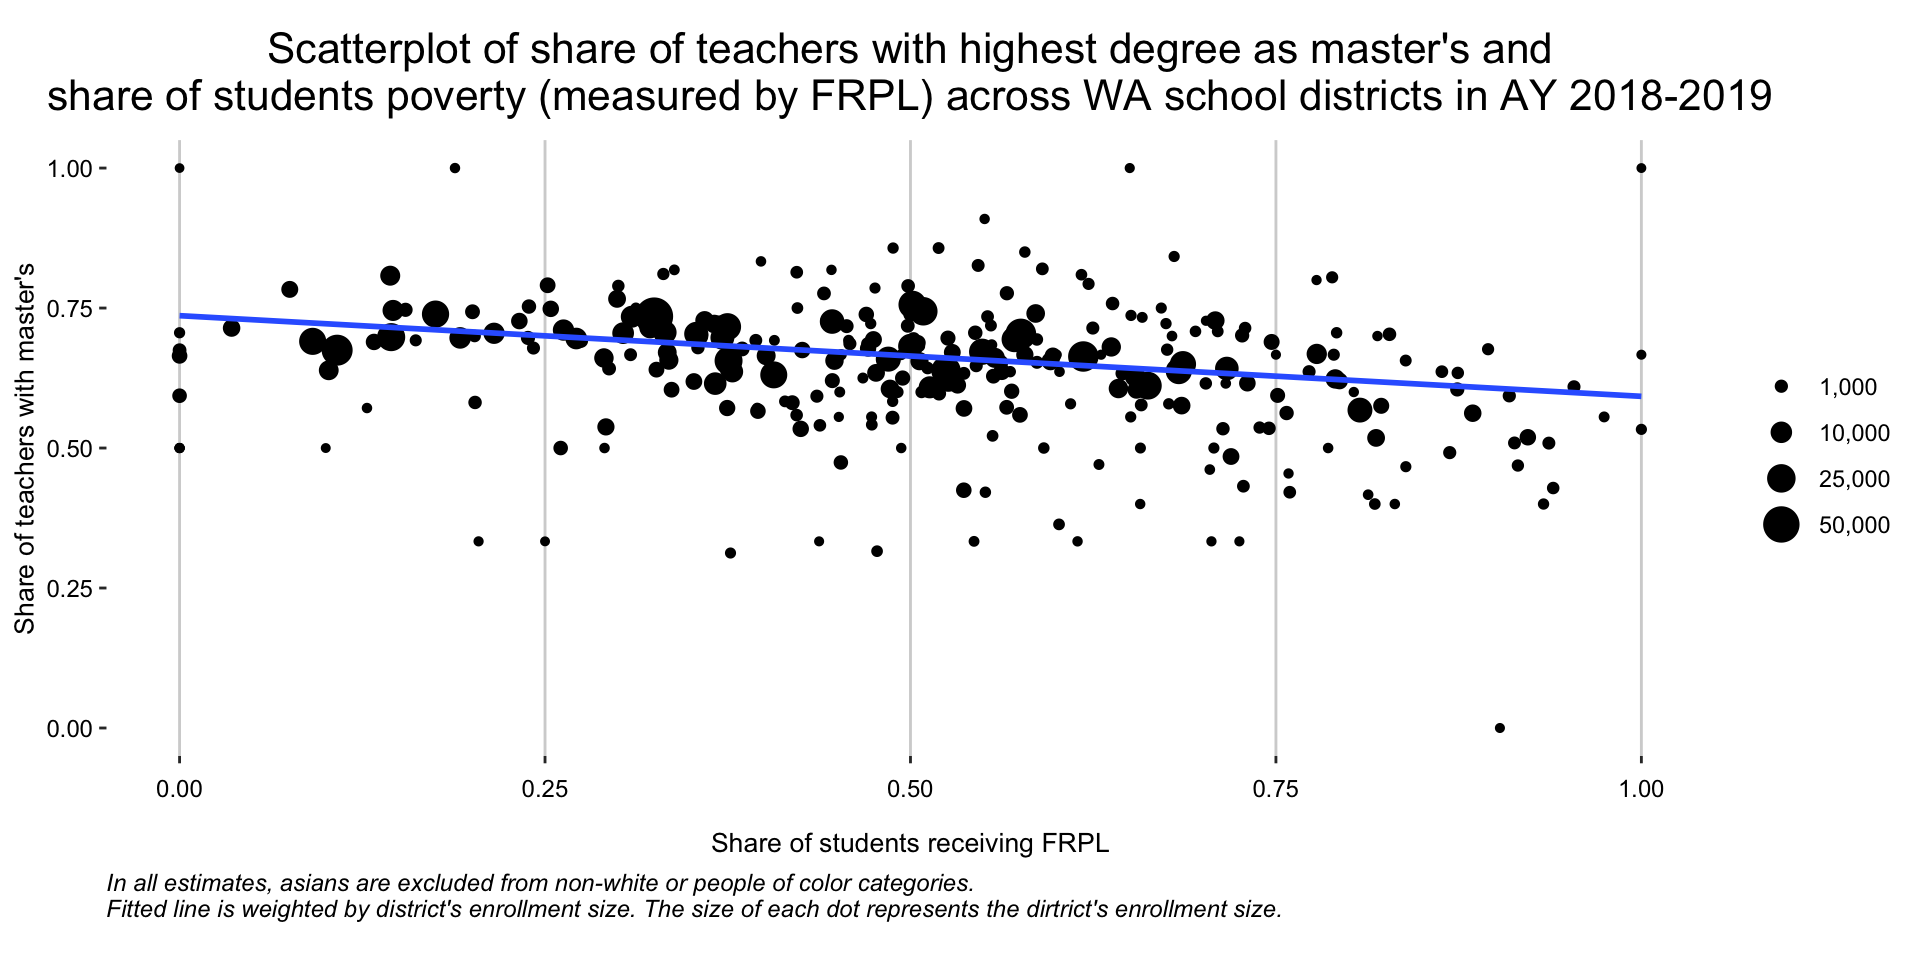 Scatterplot of share of teachers with highest degree as master's and
share of students poverty (measured by FRPL) across WA school districts in AY 2018-2019
Share of teachers with master's
1.00
0.75
0.50
0.25
0.00
0.00
0.25
0.50
0.75
1.00
Share of students receiving FRPL
1,000
10,000
25,000
50,000
In all estimates, asians are excluded from non-white or people of color categories.
Fitted line is weighted by district's enrollment size. The size of each dot represents the dirtrict's enrollment size.